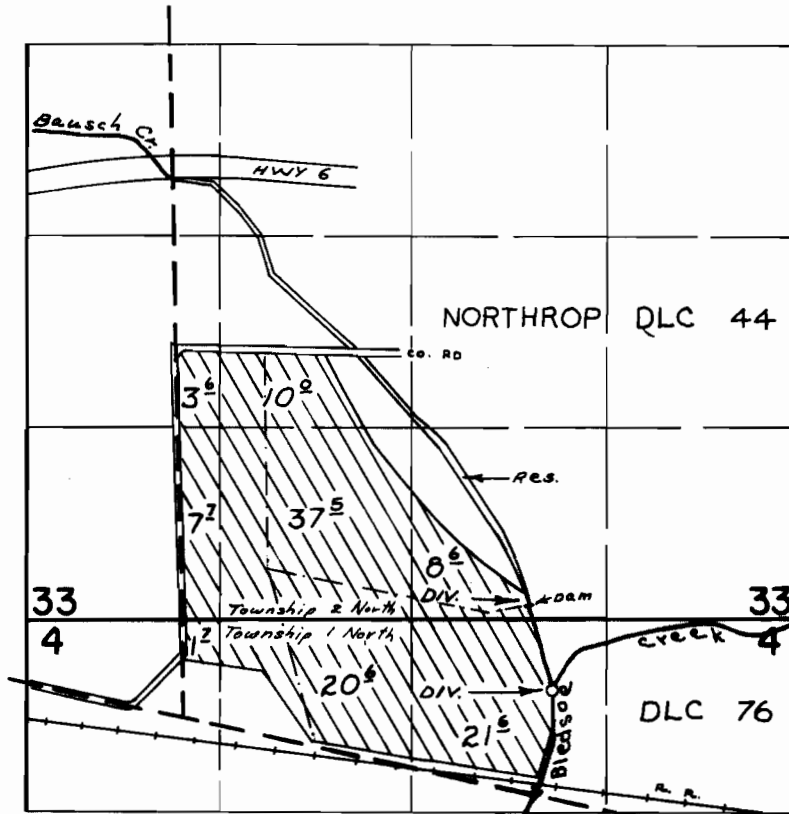 Bausch Cr.
HWY 6
NORTHROP DLC 44
CO. RD
3 6
10 0
Res.
7 7
37 5
8 6
DIV.
Dam
33
33
Township 2 North
4
Township 1 North
4
1 7
Creek
20 6
DIV.
Bledsoe
DLC 76
21 6
R. R.